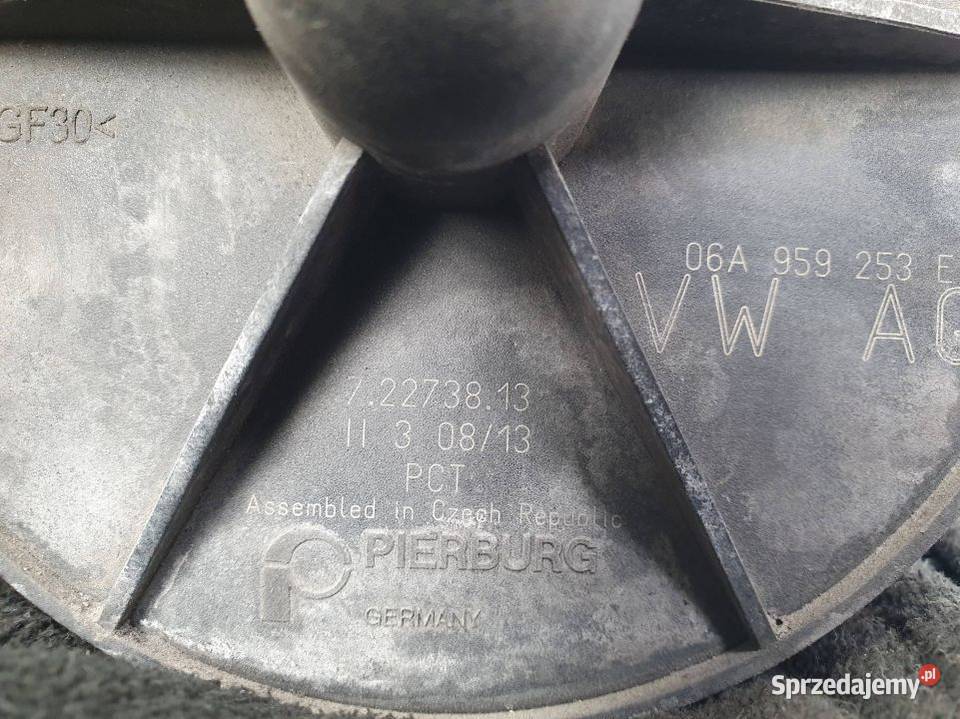 GF30<
06A 959 253 E
VW AG
7.22738.13
II 3 08/13
PCT
Assembled in Czech Republic
PIERBURG
GERMANY
Sprzedajemy.pl